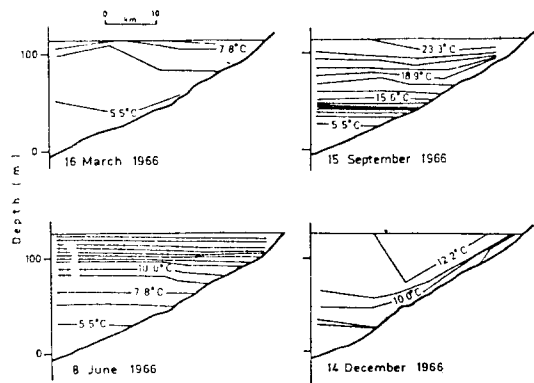 0 10
km
100
0
7.8°C
5.5°C
16 March 1966
23.3°C
18.9°C
15.6°C
5.5°C
15 September 1966
Depth (m)
100
0
10.0°C
7.8°C
5.5°C
8 June 1966
12.2°C
10.0°C
14 December 1966